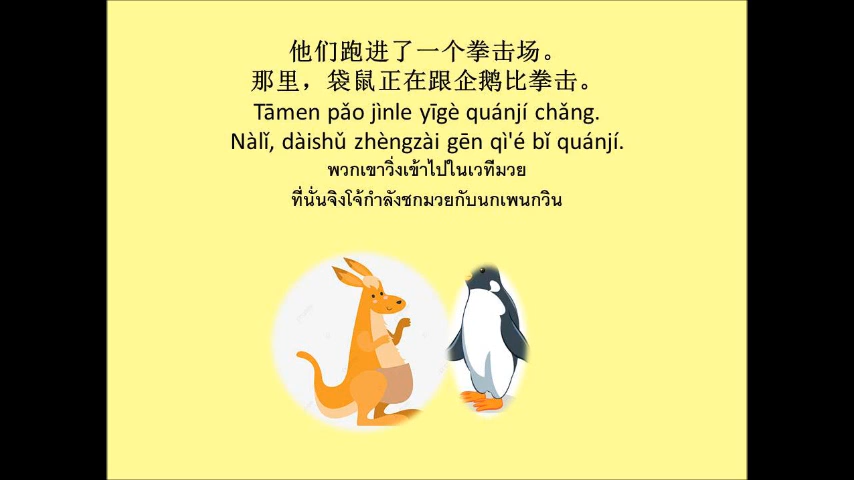 他们跑进了一个拳击场。
那里，袋鼠正在跟企鹅比拳击。
Tāmen pǎo jìnle yīgè quánjí chǎng.
Nàlǐ, dàishǔ zhèngzài gēn qì'é bǐ quánjí.
พวกเขาวิ่งเข้าไปในเวทีมวย
ที่นั่นจิงโจ้กำลังชกมวยกับนกเพนกวิน